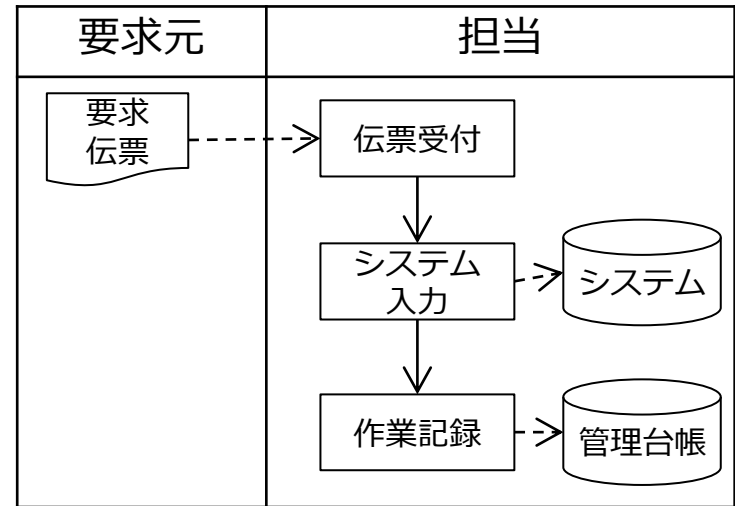 要求元
担当
要求
伝票
伝票受付
システム
入力
システム
作業記録
管理台帳